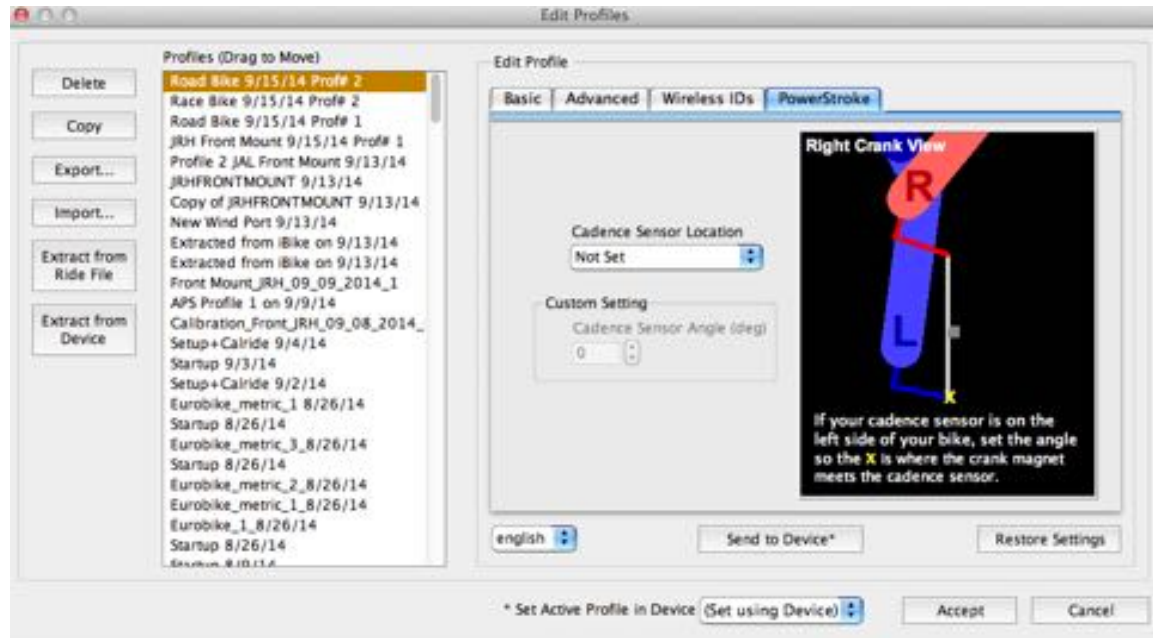 Edit Profiles
Delete
Copy
Export...
Import...
Extract from
Ride File
Extract from
Device
Profiles (Drag to Move)
Road Bike 9/15/14 Prof# 2
Race Bike 9/15/14 Prof# 2
Road Bike 9/15/14 Prof# 1
JRH Front Mount 9/15/14 Prof# 1
Profile 2 JAL Front Mount 9/13/14
JRHFRONTMOUNT 9/13/14
Copy of JRHFRONTMOUNT 9/13/14
New Wind Port 9/13/14
Extracted from iBike on 9/13/14
Extracted from iBike on 9/13/14
Front Mount_JRH_09_09_2014_1
APS Profile 1 on 9/9/14
Calibration_Front_JRH_09_08_2014_
Setup+Calride 9/4/14
Startup 9/3/14
Setup+Calride 9/2/14
Eurobike_metric_1 8/26/14
Startup 8/26/14
Eurobike_metric_3_8/26/14
Startup 8/26/14
Eurobike_metric_2_8/26/14
Eurobike_metric_1_8/26/14
Eurobike_1_8/26/14
Startup 8/26/14
Startup 8/0/14
Edit Profile
Basic Advanced Wireless IDs PowerStroke
Cadence Sensor Location
Not Set
Custom Setting
Cadence Sensor Angle (deg)
0
Right Crank View
R
L
X
If your cadence sensor is on the
left side of your bike, set the angle
so the X is where the crank magnet
meets the cadence sensor.
english
Send to Device*
Restore Settings
* Set Active Profile in Device (Set using Device)
Accept
Cancel